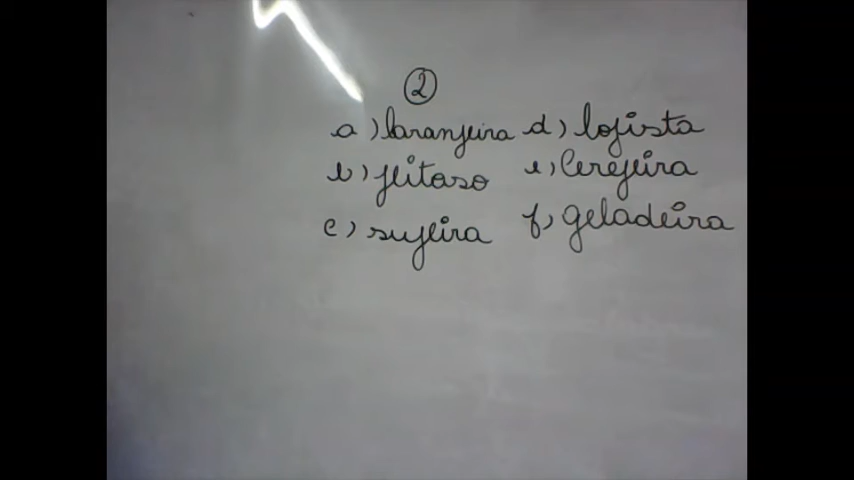 2
a) laranjeira d) lojista
b) jeitoso e) Cerejeira
c) sujeira f) geladeira